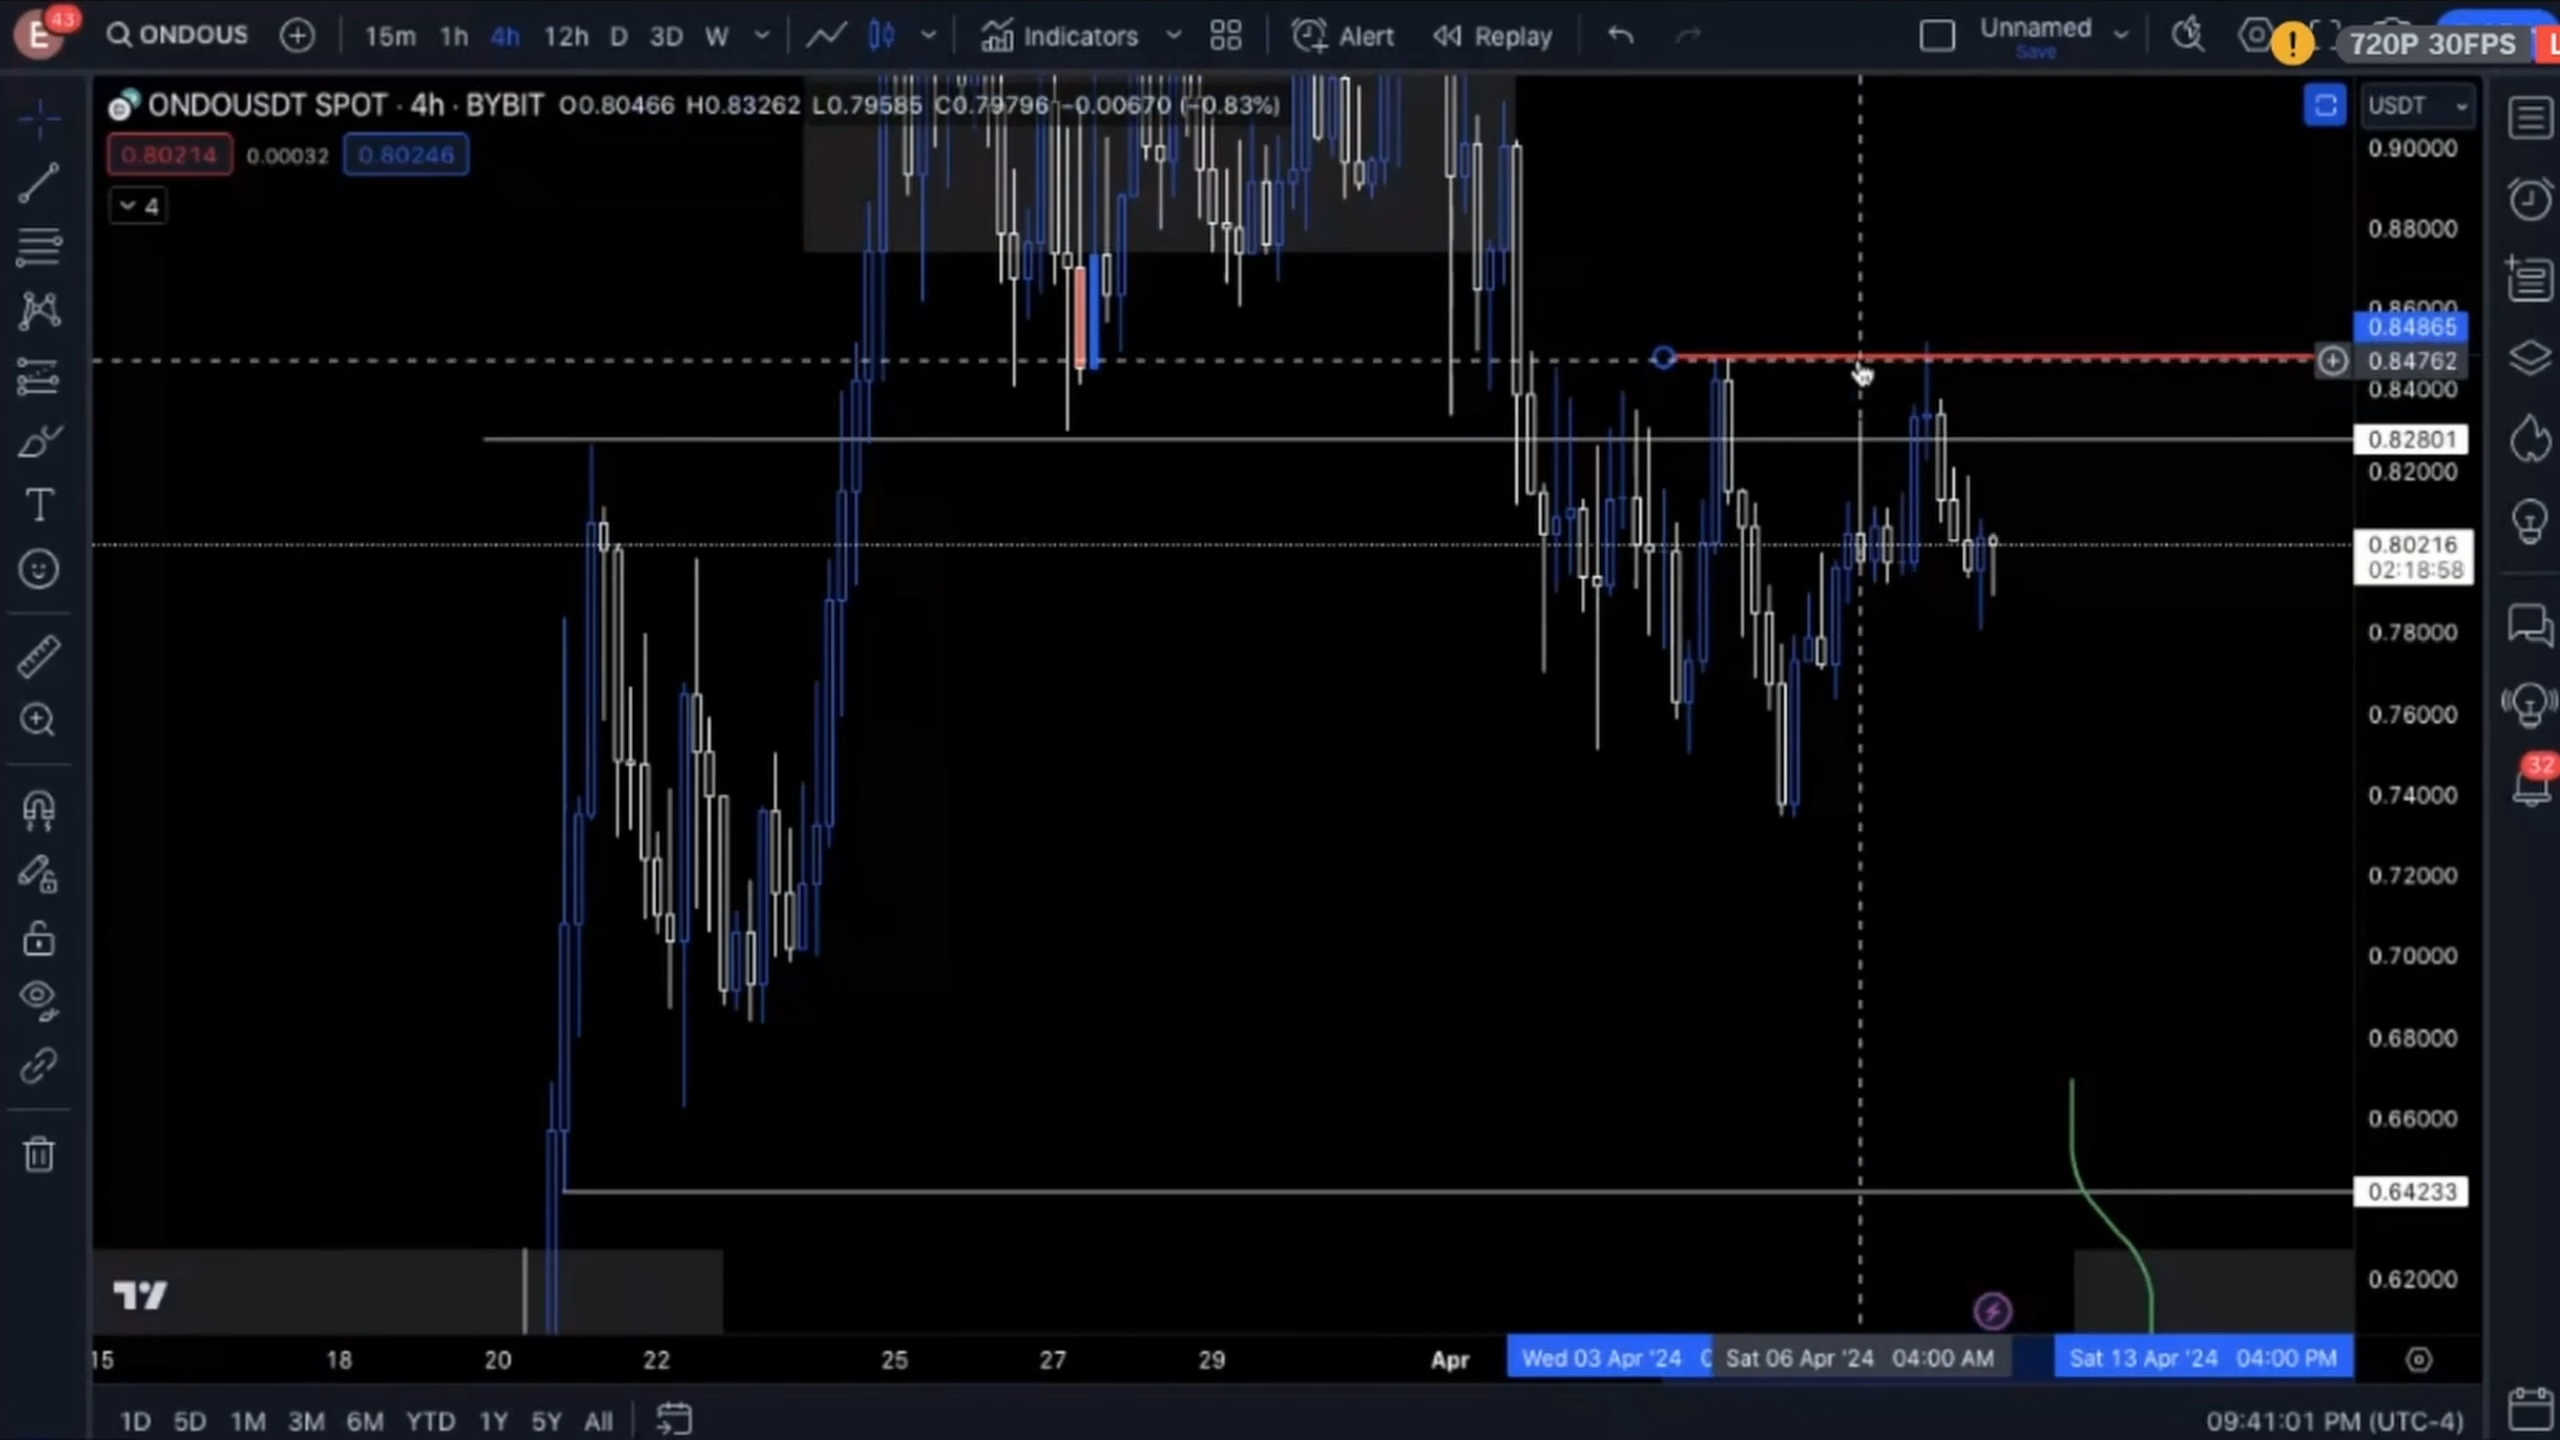 E 43 ONDOUS 15m 1h 4h 12h D 3D W Indicators Alert Replay Unnamed
Save
! 720P 30FPS L
ONDOUSDT SPOT · 4h · BYBIT O0.80466 H0.83262 L0.79585 C0.79796 −0.00670 (−0.83%)
USDT
0.80214 0.00032 0.80246
4
0.90000
0.88000
0.86000
0.84865
0.84762
0.84000
0.82801
0.82000
0.80216
02:18:58
0.78000
0.76000
32
0.74000
0.72000
0.70000
0.68000
0.66000
0.64233
0.62000
15 18 20 22 25 27 29 Apr Wed 03 Apr '24 Sat 06 Apr '24 04:00 AM Sat 13 Apr '24 04:00 PM
1D 5D 1M 3M 6M YTD 1Y 5Y All 09:41:01 PM (UTC-4)